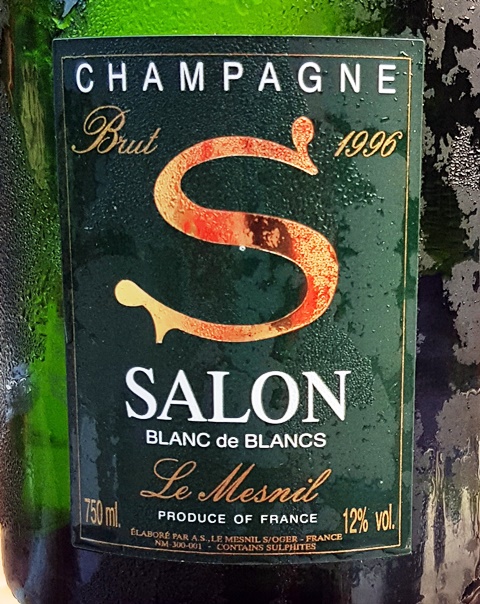 CHAMPAGNE
Brut 1996
S
SALON
BLANC de BLANCS
Le Mesnil
PRODUCE OF FRANCE
750 ml. 12% vol.
ÉLABORÉ PAR A.S., LE MESNIL S/OGER - FRANCE
NM-300-001 - CONTAINS SULPHITES